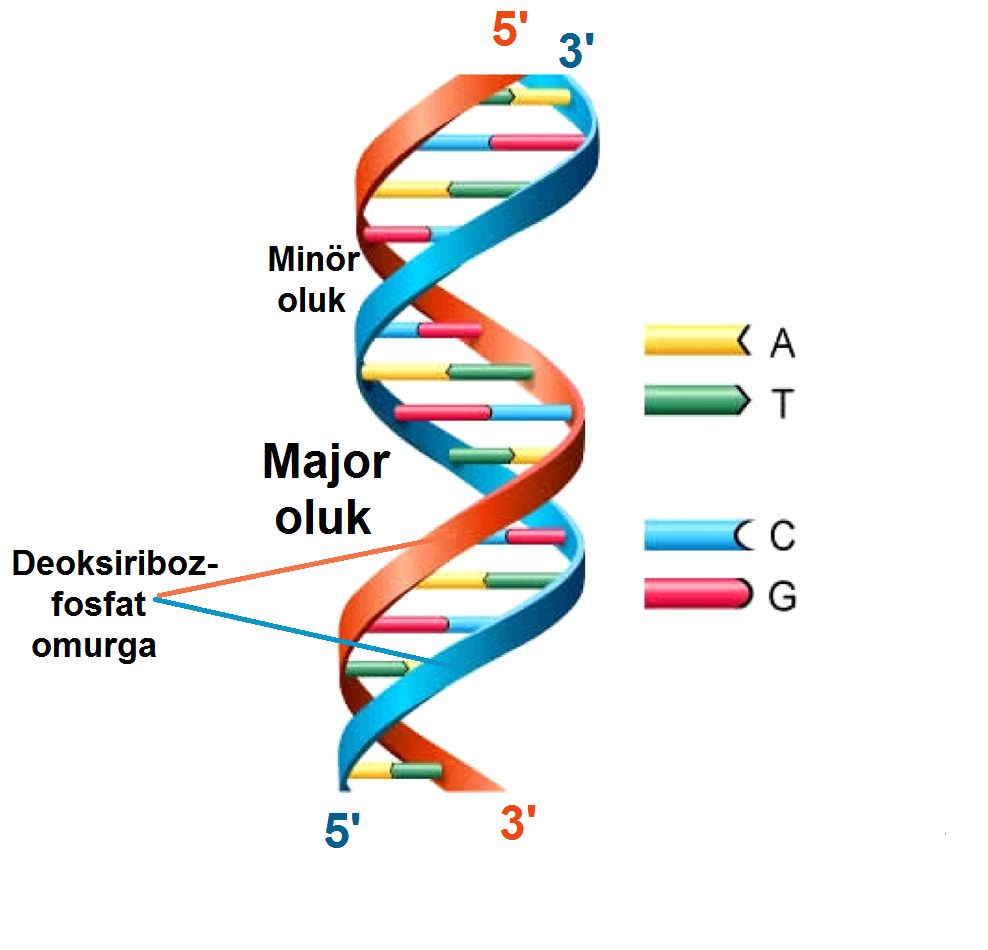 5'
3'
Minör
oluk
A
T
Major
oluk
C
Deoksiriboz-
fosfat
omurga
G
5'
3'